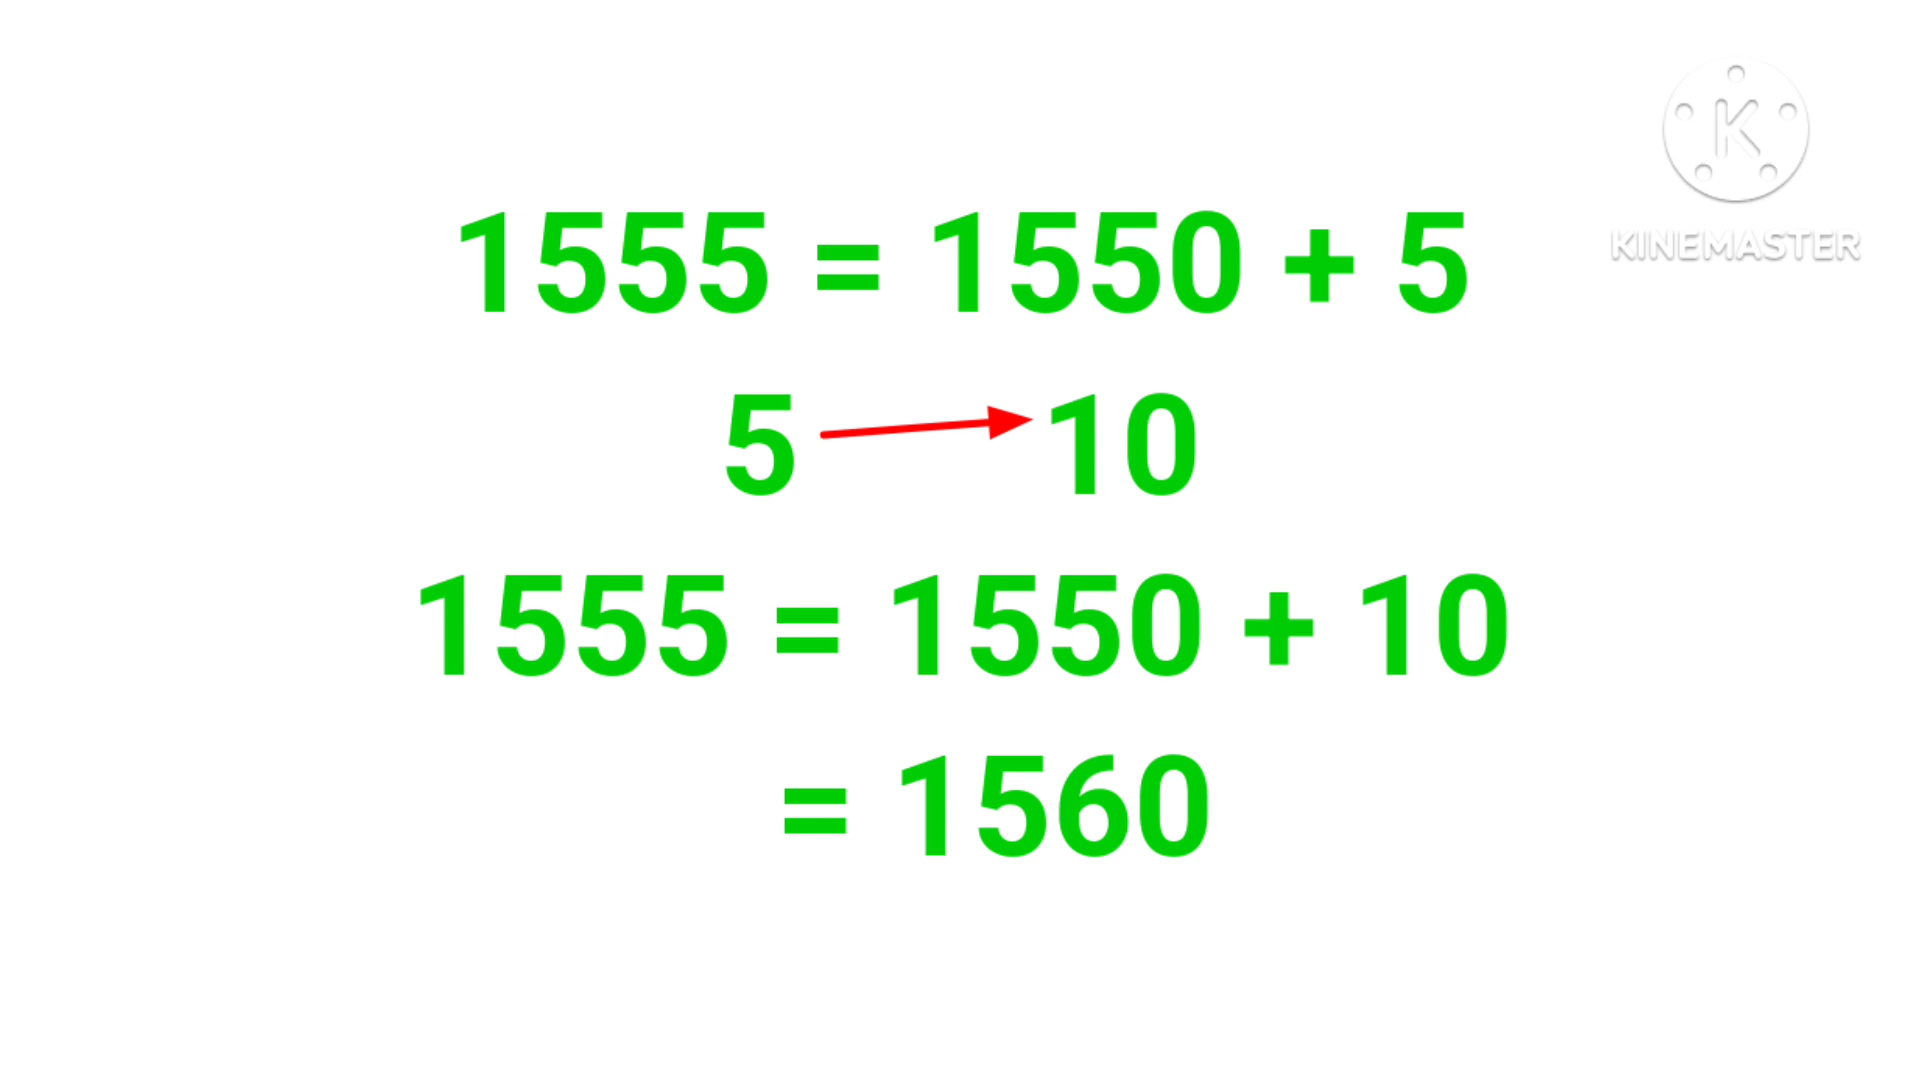 K
KINEMASTER
1555 = 1550 + 5
5 10
1555 = 1550 + 10
= 1560